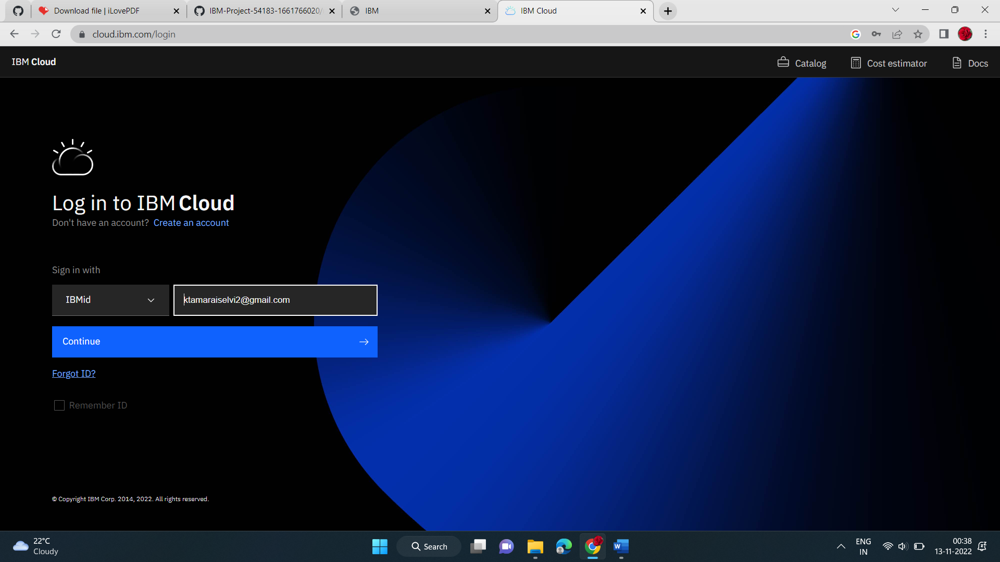 Download file | iLovePDF
IBM-Project-54183-1661766020/
IBM
IBM Cloud
cloud.ibm.com/login
IBM Cloud
Catalog
Cost estimator
Docs
Log in to IBM Cloud
Don't have an account? Create an account
Sign in with
IBMid
ktamaraiselvi2@gmail.com
Continue
Forgot ID?
Remember ID
© Copyright IBM Corp. 2014, 2022. All rights reserved.
22°C
Cloudy
Search
ENG
IN
00:38
13-11-2022